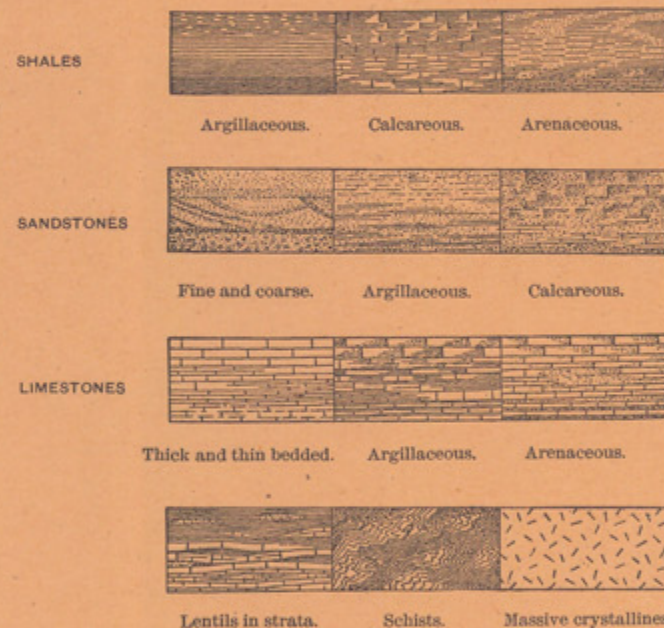 SHALES
Argillaceous. Calcareous. Arenaceous.
SANDSTONES
Fine and coarse. Argillaceous. Calcareous.
LIMESTONES
Thick and thin bedded. Argillaceous. Arenaceous.
Lentils in strata. Schists. Massive crystalline